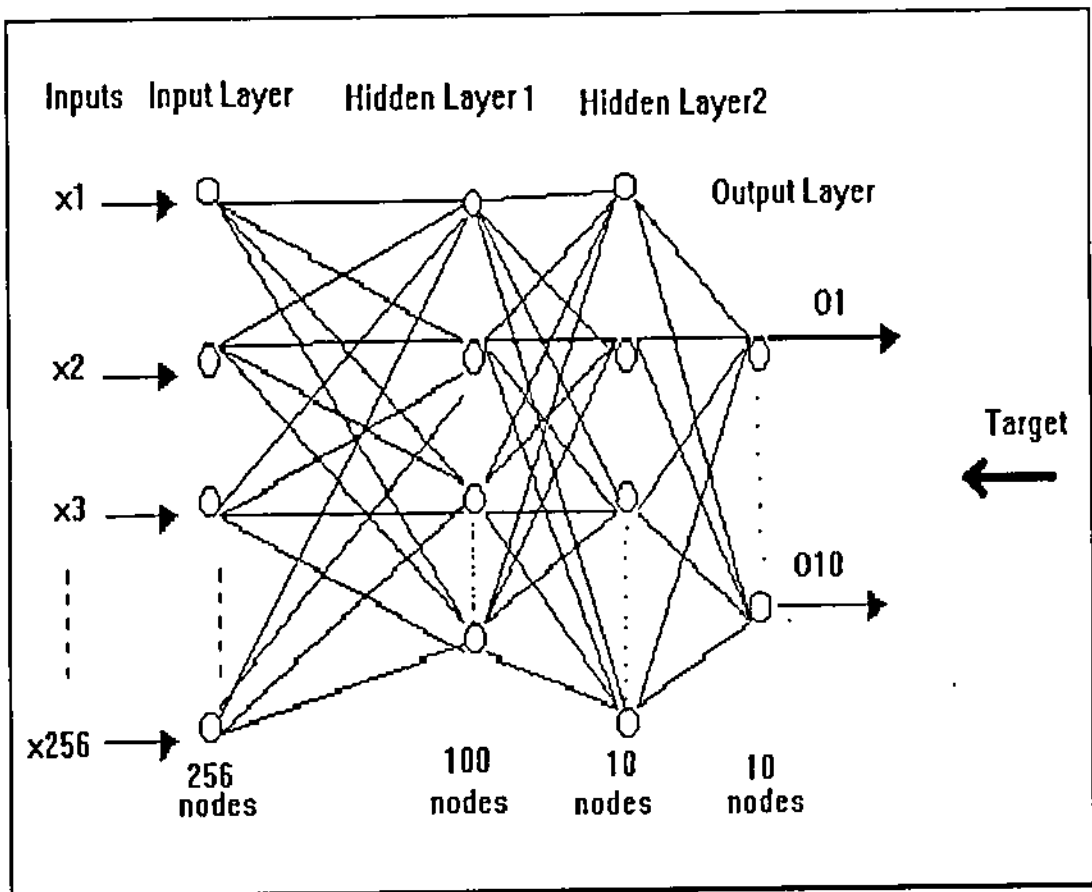 Inputs Input Layer Hidden Layer 1 Hidden Layer2
x1
Output Layer
O1
x2
Target
x3
O10
x256
256 nodes
100 nodes
10 nodes
10 nodes